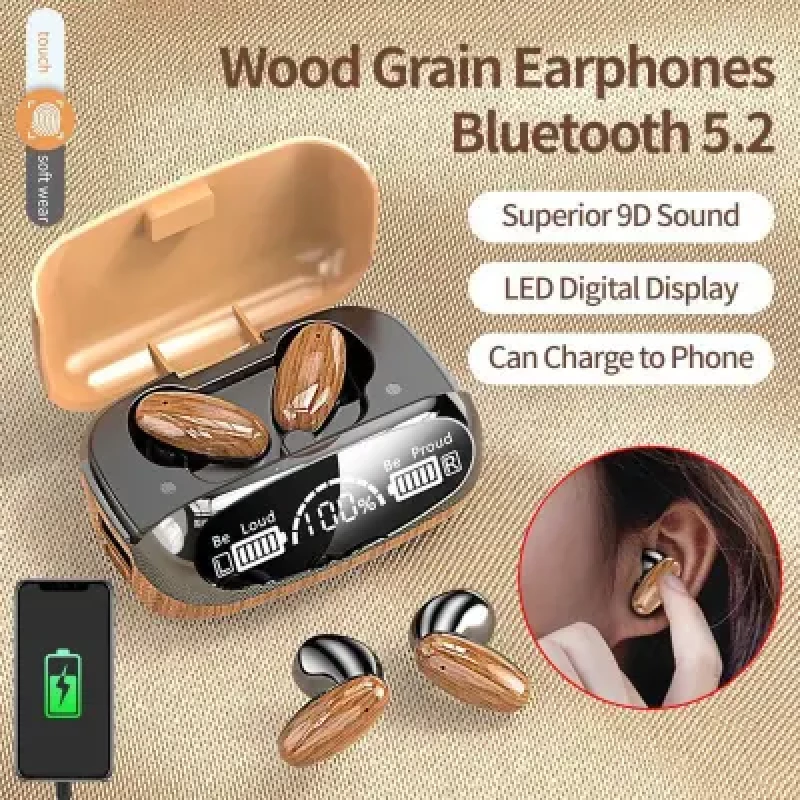 touch
soft wear
Wood Grain Earphones
Bluetooth 5.2
Superior 9D Sound
LED Digital Display
Can Charge to Phone
Be Loud
Be Proud
L
100%
R